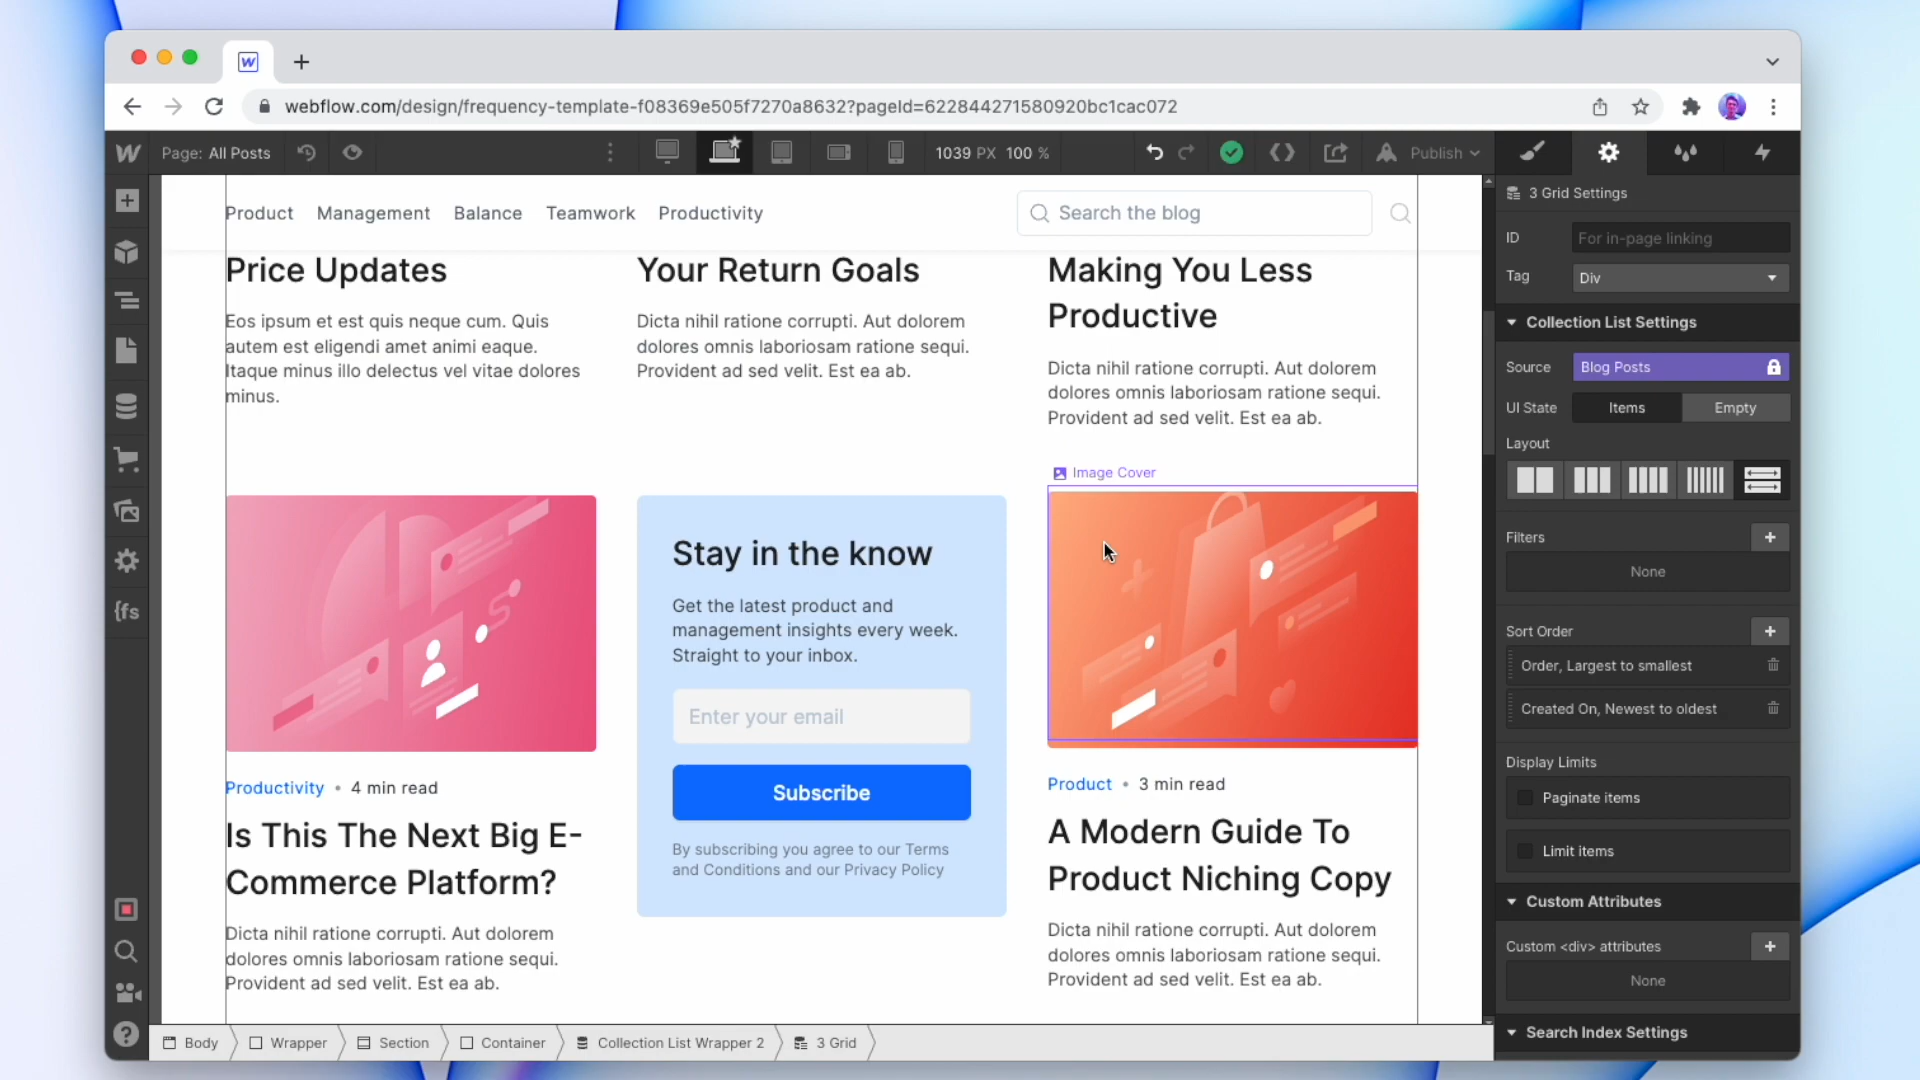 webflow.com/design/frequency-template-f08369e505f7270a8632?pageId=622844271580920bc1cac072
Page: All Posts
1039 PX 100 %
Publish
Product Management Balance Teamwork Productivity
Search the blog
Price Updates
Eos ipsum et est quis neque cum. Quis
autem est eligendi amet animi eaque.
Itaque minus illo delectus vel vitae dolores
minus.
Your Return Goals
Dicta nihil ratione corrupti. Aut dolorem
dolores omnis laboriosam ratione sequi.
Provident ad sed velit. Est ea ab.
Making You Less
Productive
Dicta nihil ratione corrupti. Aut dolorem
dolores omnis laboriosam ratione sequi.
Provident ad sed velit. Est ea ab.
Image Cover
Productivity • 4 min read
Is This The Next Big E-
Commerce Platform?
Dicta nihil ratione corrupti. Aut dolorem
dolores omnis laboriosam ratione sequi.
Provident ad sed velit. Est ea ab.
Stay in the know
Get the latest product and
management insights every week.
Straight to your inbox.
Enter your email
Subscribe
By subscribing you agree to our Terms
and Conditions and our Privacy Policy
Product • 3 min read
A Modern Guide To
Product Niching Copy
Dicta nihil ratione corrupti. Aut dolorem
dolores omnis laboriosam ratione sequi.
Provident ad sed velit. Est ea ab.
{fs
Body
Wrapper
Section
Container
Collection List Wrapper 2
3 Grid
3 Grid Settings
ID For in-page linking
Tag Div
Collection List Settings
Source Blog Posts
UI State Items Empty
Layout
Filters
None
Sort Order
Order, Largest to smallest
Created On, Newest to oldest
Display Limits
Paginate items
Limit items
Custom Attributes
Custom <div> attributes
None
Search Index Settings